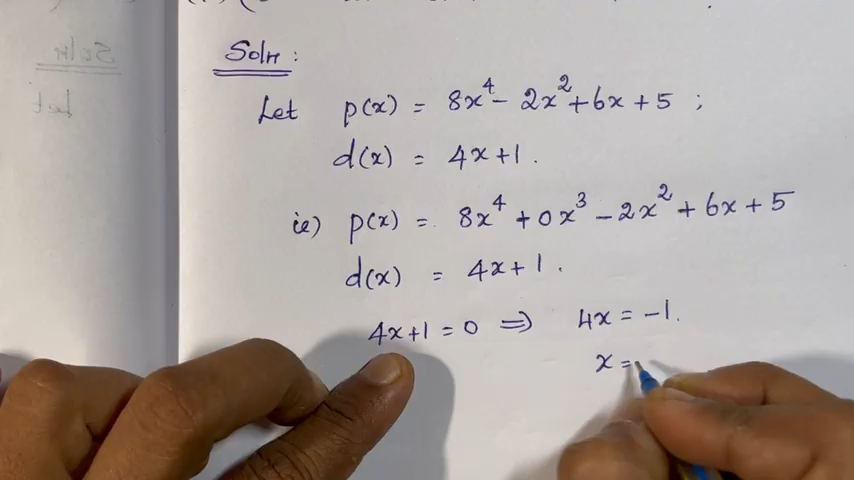 Soln :
Let p(x) = 8x⁴ - 2x² + 6x + 5 ;
d(x) = 4x+1 .
ie) p(x) = 8x⁴ + 0x³ - 2x² + 6x + 5
d(x) = 4x+1 .
4x+1 = 0 ⇒ 4x = -1.
x =